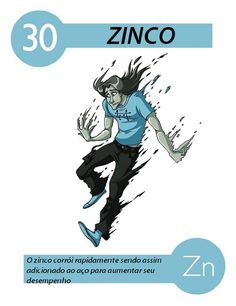 30
ZINCO
O zinco corrói rapidamente sendo assim
adicionado ao aço para aumentar seu
desempenho
Zn